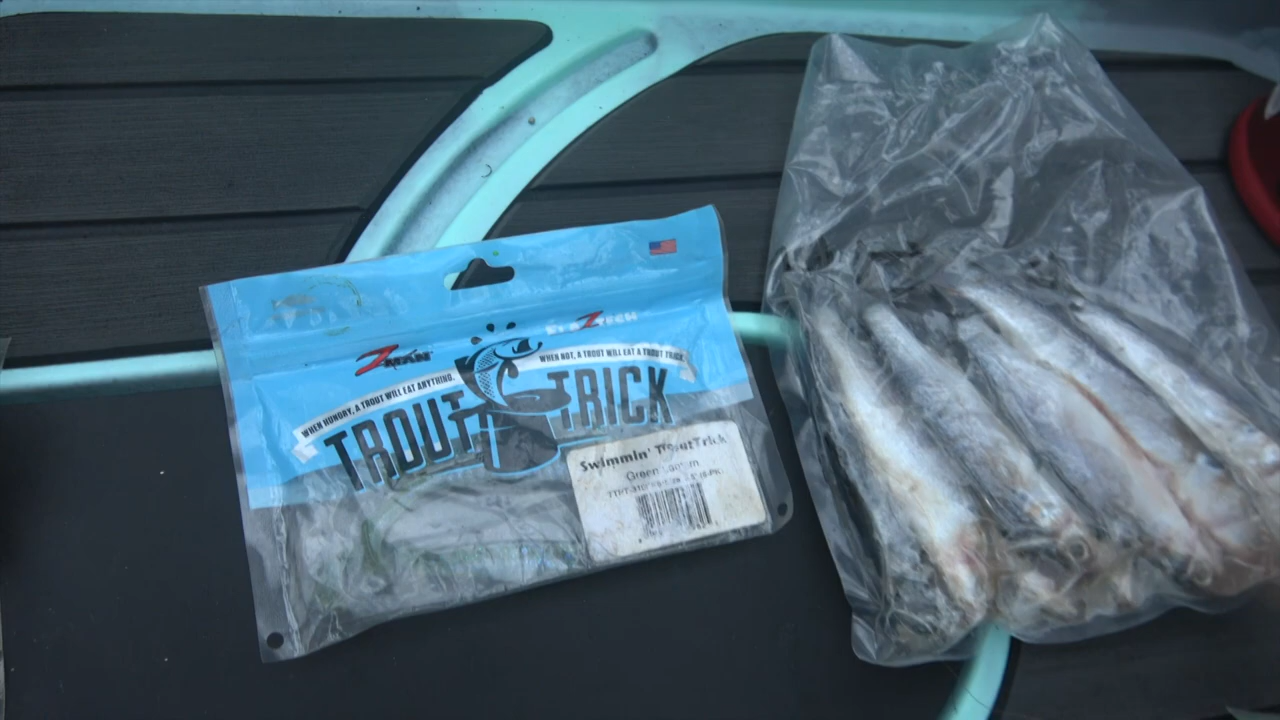 ZMAN
ELAZTECH
WHEN HUNGRY, A TROUT WILL EAT ANYTHING.
WHEN NOT, A TROUT WILL EAT A TROUT TRICK.
TROUT TRICK
Swimmin' TroutTrick
Green